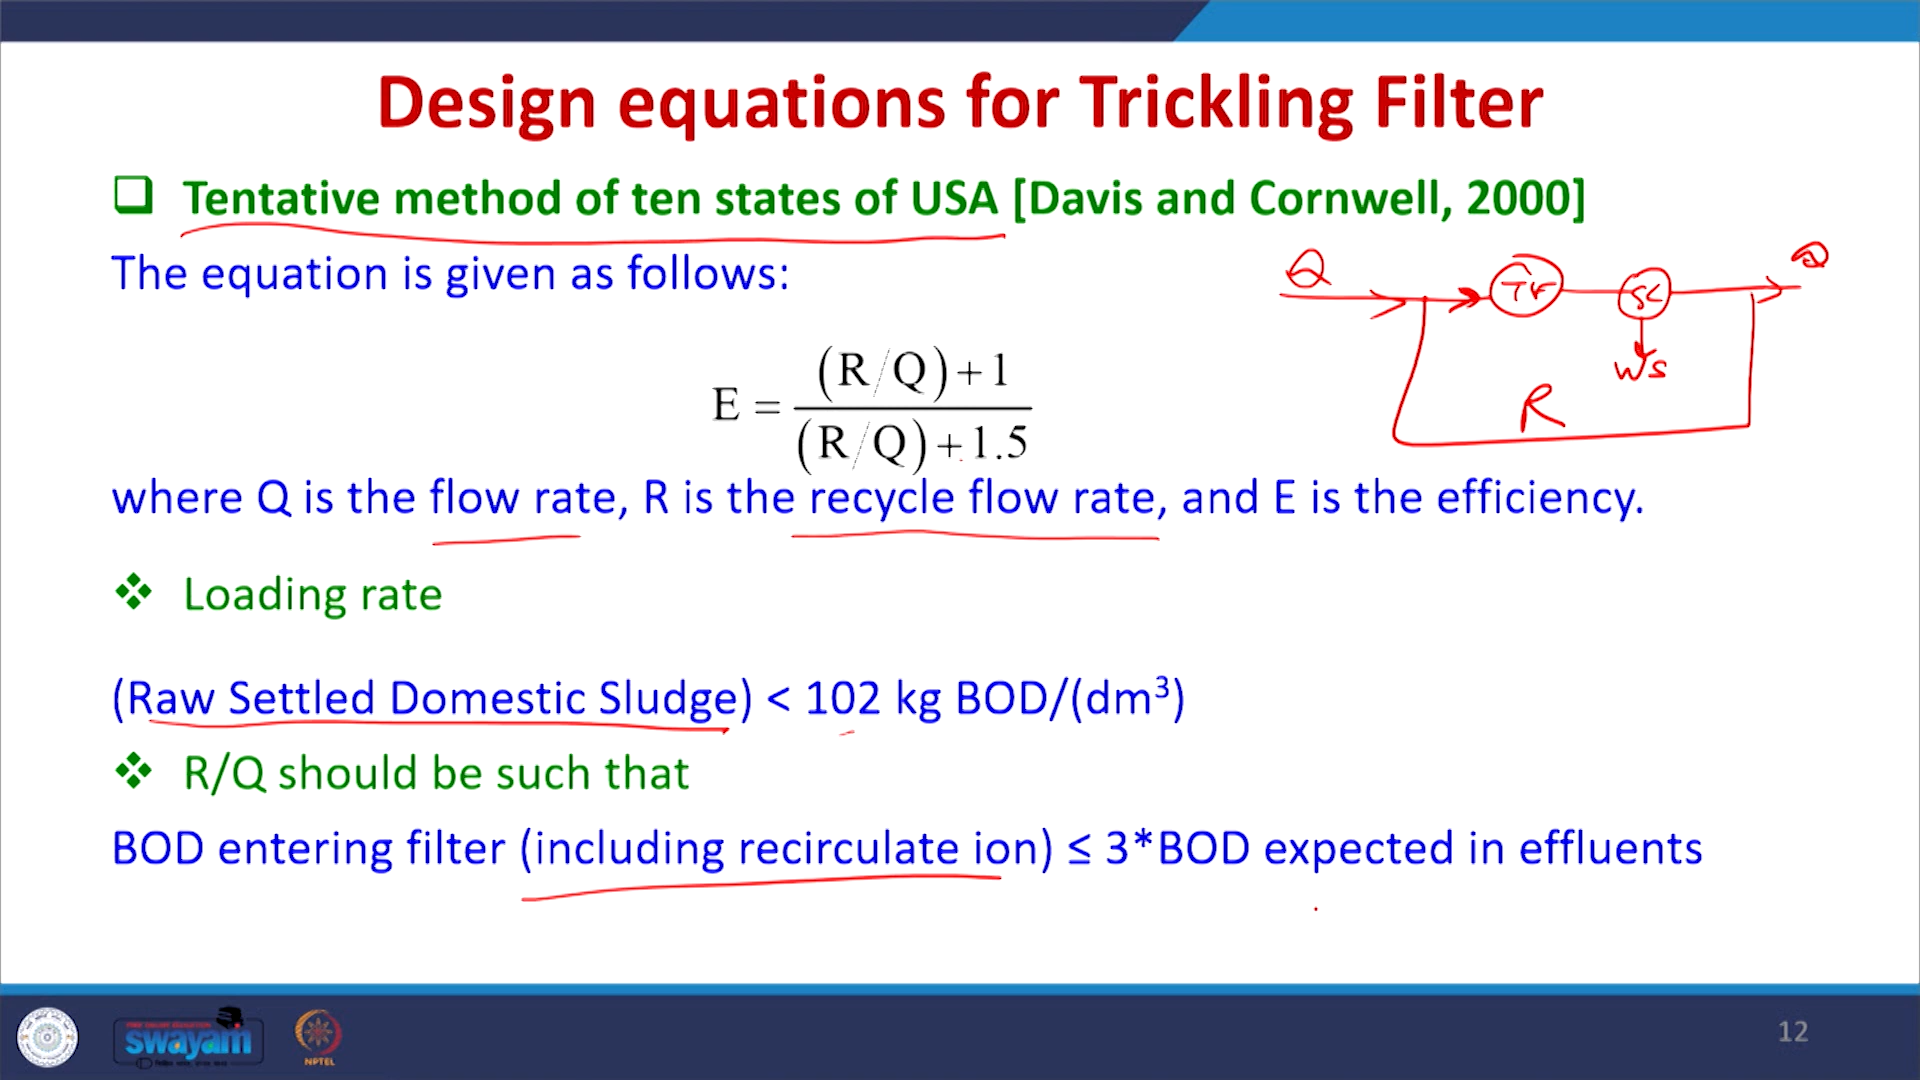 Design equations for Trickling Filter
Tentative method of ten states of USA [Davis and Cornwell, 2000]
The equation is given as follows:
Q
TF
SC
Q
WS
R
E = (R/Q)+1 / (R/Q)+1.5
where Q is the flow rate, R is the recycle flow rate, and E is the efficiency.
Loading rate
(Raw Settled Domestic Sludge) < 102 kg BOD/(dm³)
R/Q should be such that
BOD entering filter (including recirculate ion) ≤ 3*BOD expected in effluents
swayam
NPTEL
12